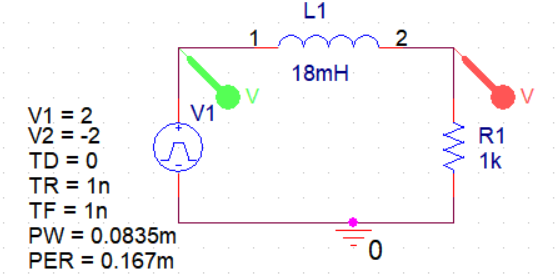 L1
1
2
18mH
V
V
V1
V1 = 2
V2 = -2
TD = 0
TR = 1n
TF = 1n
PW = 0.0835m
PER = 0.167m
R1
1k
0